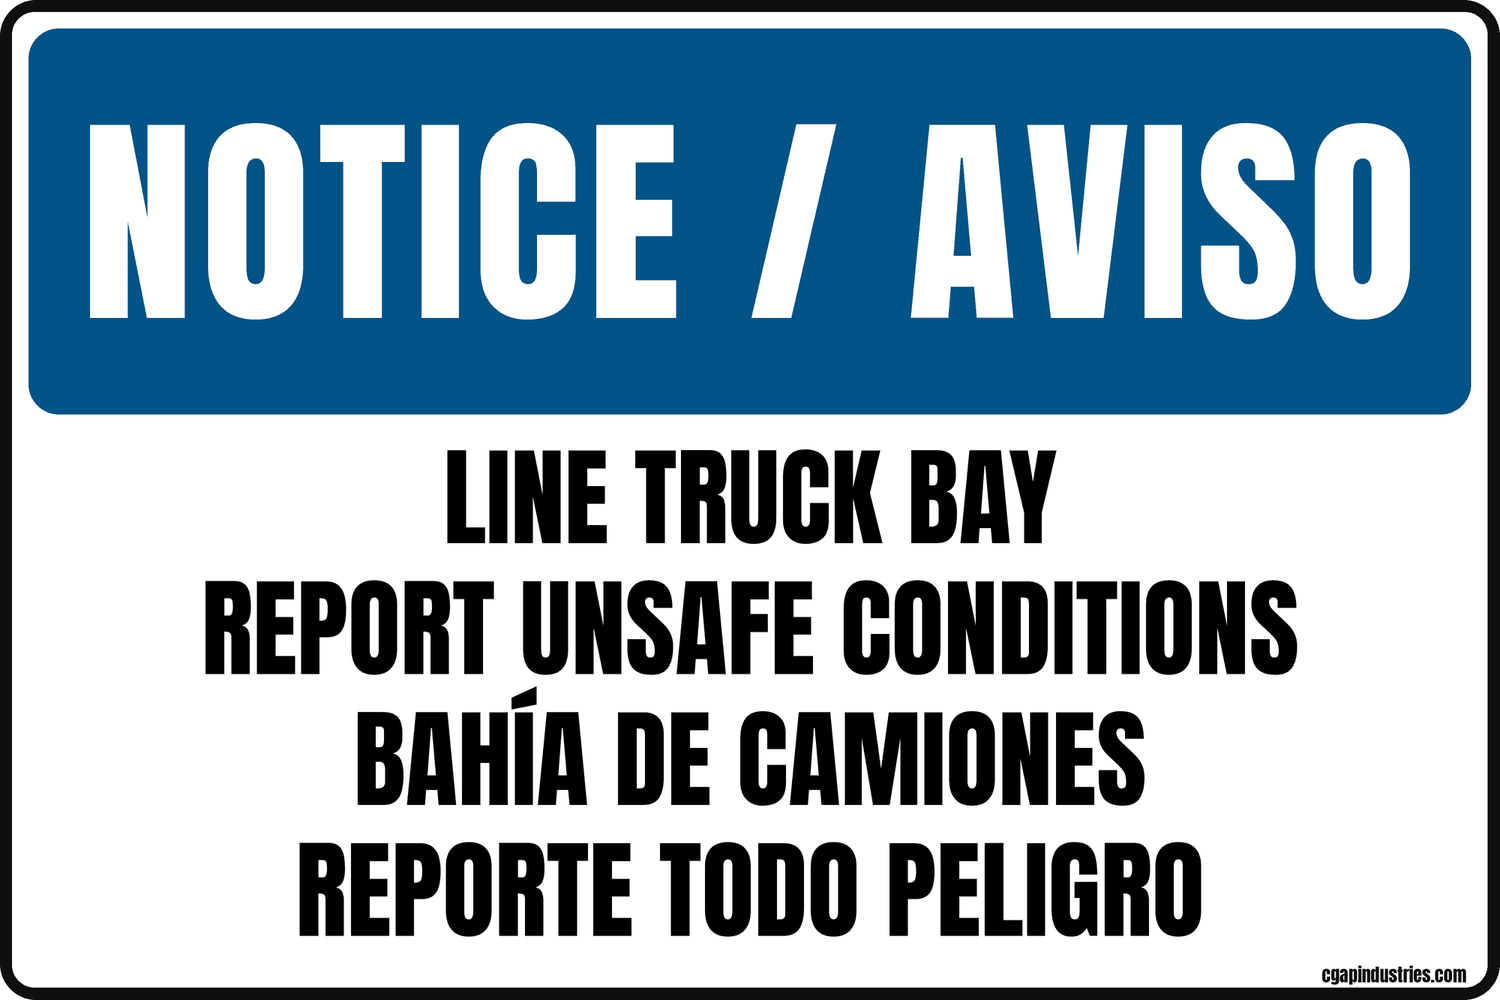 NOTICE / AVISO
LINE TRUCK BAY
REPORT UNSAFE CONDITIONS
BAHÍA DE CAMIONES
REPORTE TODO PELIGRO
cgapindustries.com